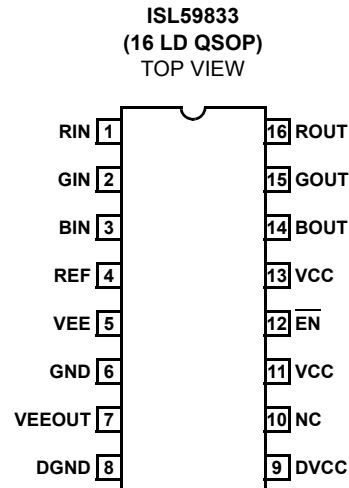 ISL59833
(16 LD QSOP)
TOP VIEW
RIN 1 16 ROUT
GIN 2 15 GOUT
BIN 3 14 BOUT
REF 4 13 VCC
VEE 5 12 EN
GND 6 11 VCC
VEEOUT 7 10 NC
DGND 8 9 DVCC